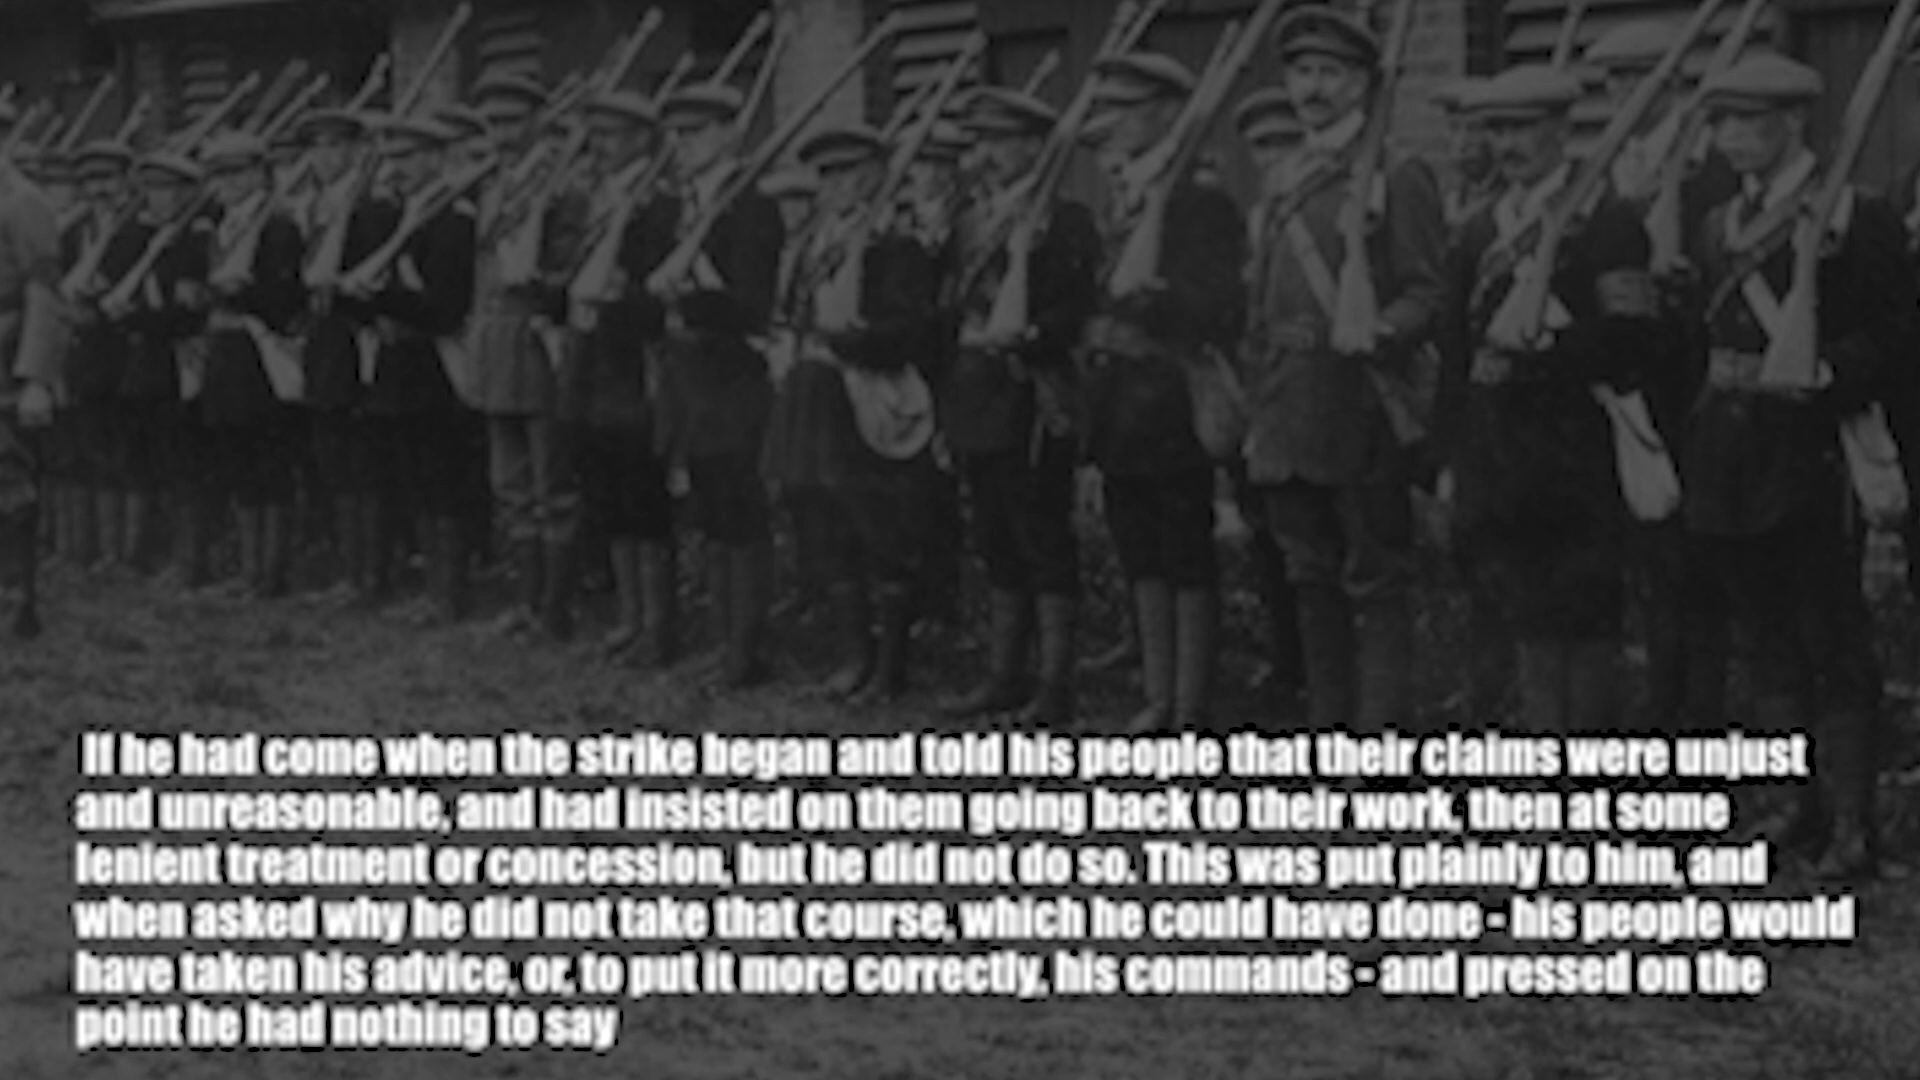 If he had come when the strike began and told his people that their claims were unjust
and unreasonable, and had insisted on them going back to their work, then at some
lenient treatment or concession, but he did not do so. This was put plainly to him, and
when asked why he did not take that course, which he could have done - his people would
have taken his advice, or, to put it more correctly, his commands - and pressed on the
point he had nothing to say